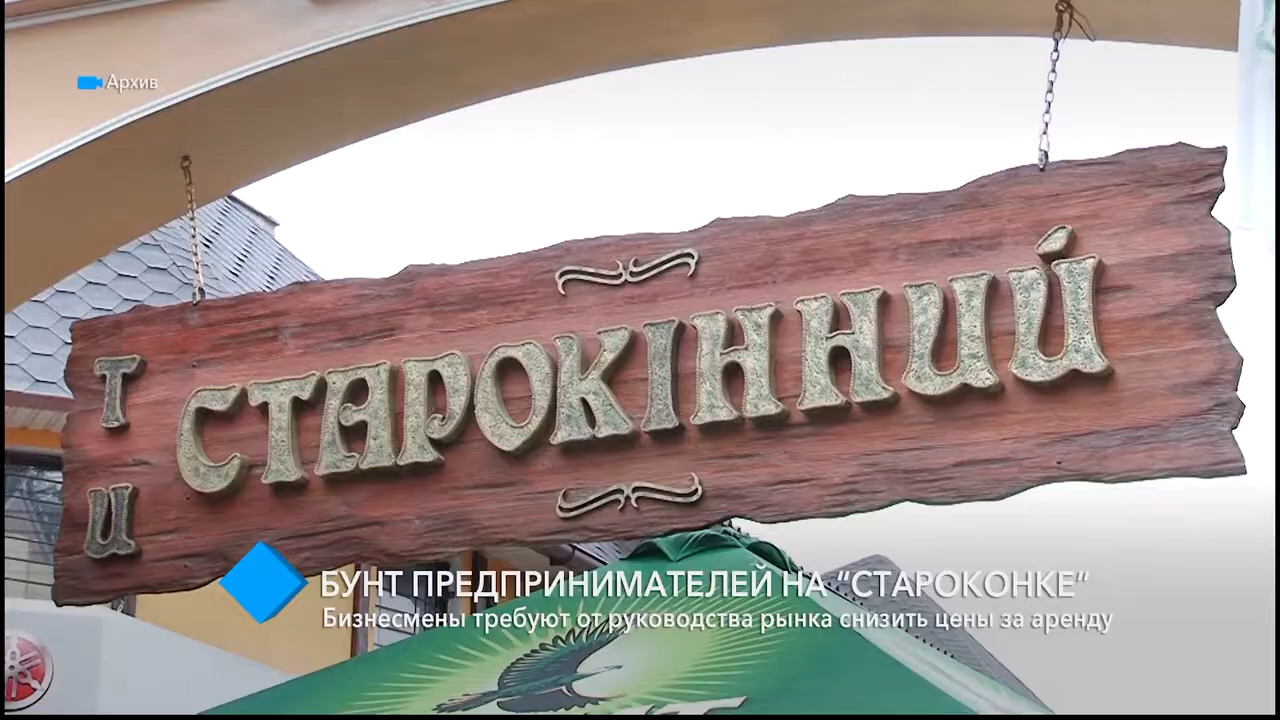 Архив
Т И
СТАРОКІННИЙ
БУНТ ПРЕДПРИНИМАТЕЛЕЙ НА “СТАРОКОНКЕ”
Бизнесмены требуют от руководства рынка снизить цены за аренду